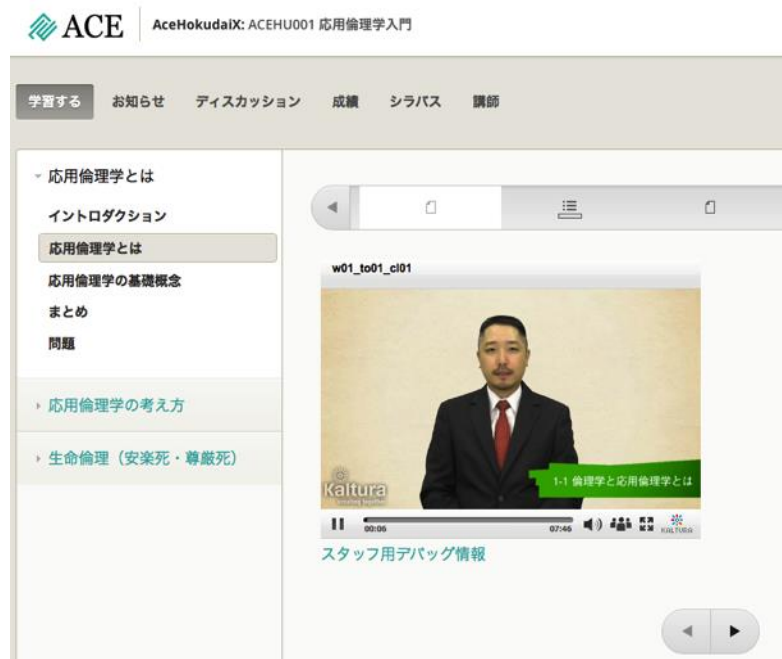 ACE
AceHokudaiX: ACEHU001 応用倫理学入門
学習する お知らせ ディスカッション 成績 シラバス 講師
応用倫理学とは
イントロダクション
応用倫理学とは
応用倫理学の基礎概念
まとめ
問題
応用倫理学の考え方
生命倫理（安楽死・尊厳死）
w01_to01_cl01
1-1 倫理学と応用倫理学とは
Kaltura
00:06 07:46 KALTURA
スタッフ用デバッグ情報